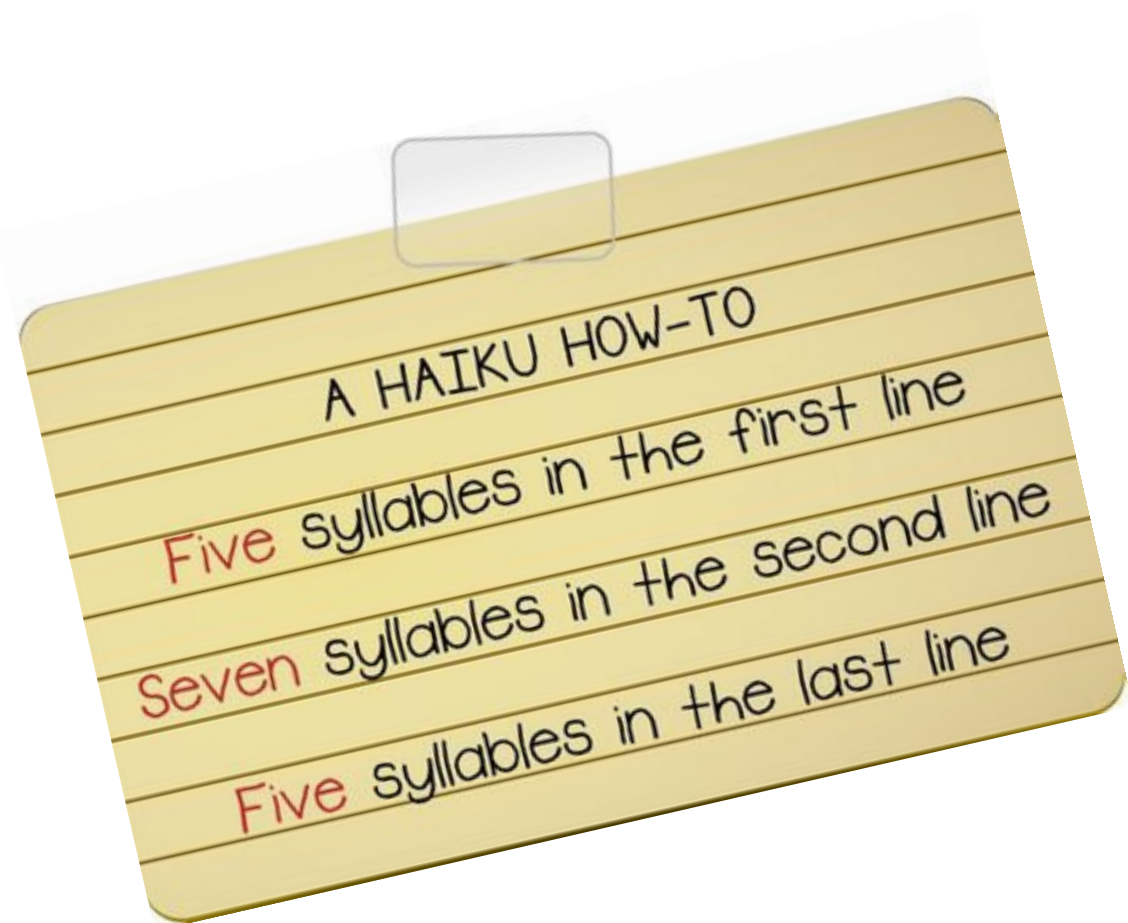 A HAIKU HOW-TO
Five syllables in the first line
Seven syllables in the second line
Five syllables in the last line